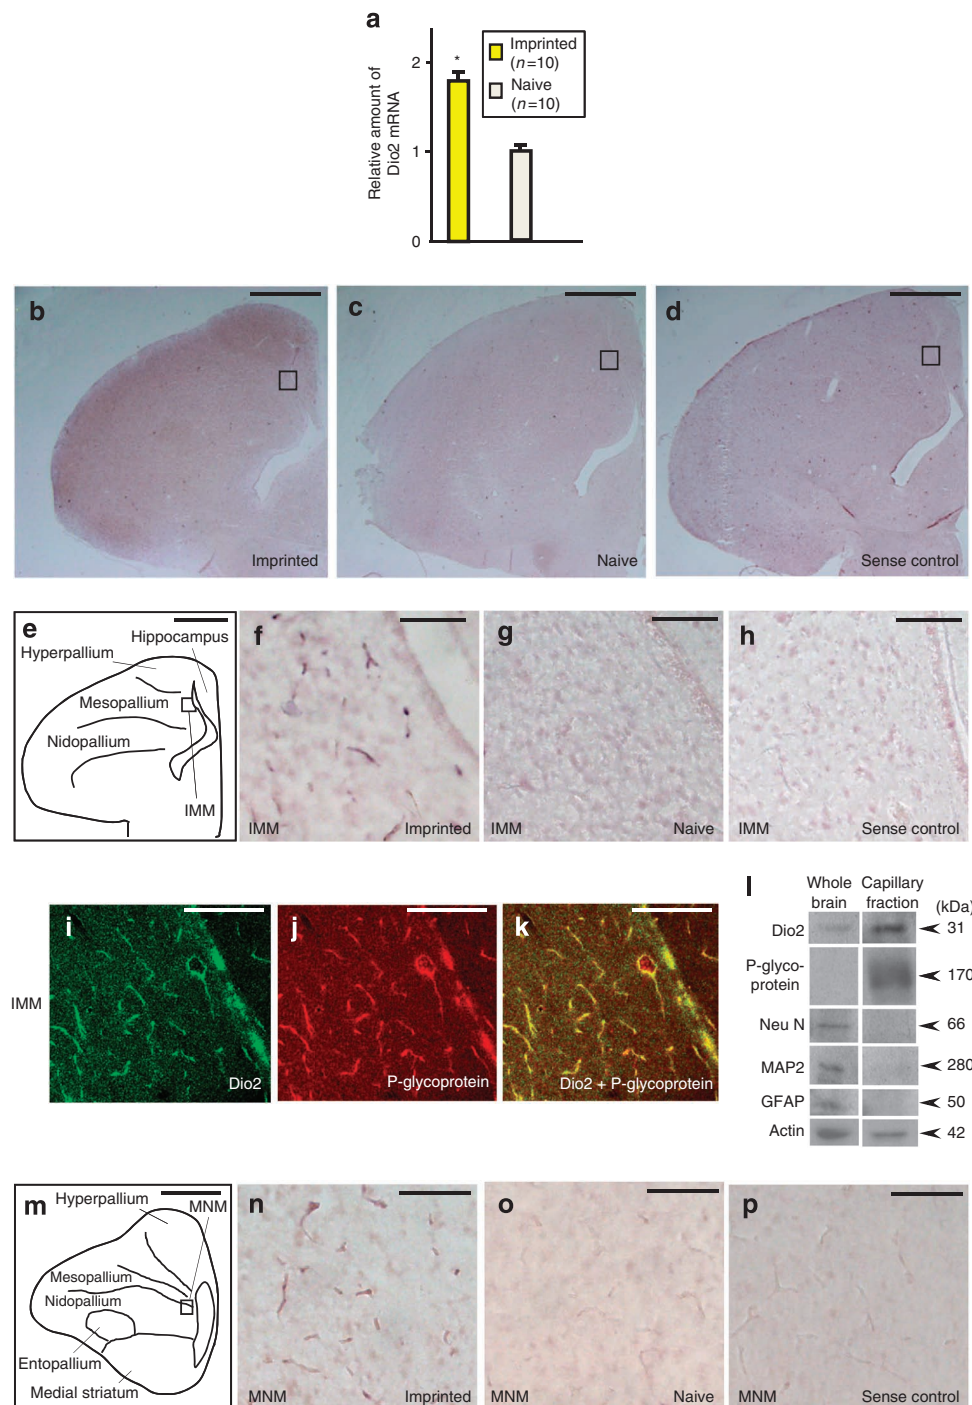 a
Relative amount of
Dio2 mRNA
2
1
0
*
Imprinted
(n=10)
Naive
(n=10)
b
Imprinted
c
Naive
d
Sense control
e
Hippocampus
Hyperpallium
Mesopallium
Nidopallium
IMM
f
IMM
Imprinted
g
IMM
Naive
h
IMM
Sense control
IMM
i
Dio2
j
P-glycoprotein
k
Dio2 + P-glycoprotein
l
Whole
brain
Capillary
fraction
(kDa)
Dio2
31
P-glyco-
protein
170
Neu N
66
MAP2
280
GFAP
50
Actin
42
m
Hyperpallium
MNM
Mesopallium
Nidopallium
Entopallium
Medial striatum
n
MNM
Imprinted
o
MNM
Naive
p
MNM
Sense control